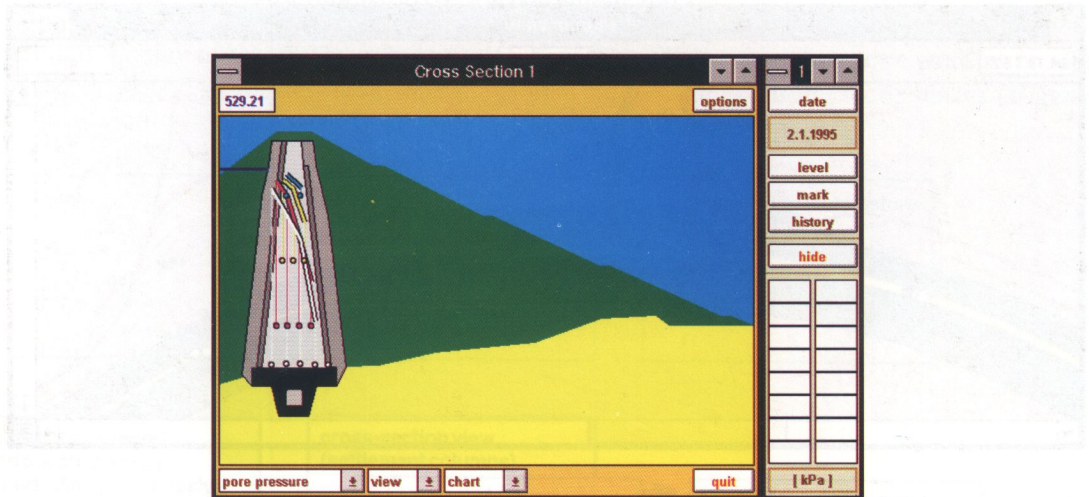 Cross Section 1
1
529.21
options
date
2.1.1995
level
mark
history
hide
pore pressure
view
chart
quit
[kPa]